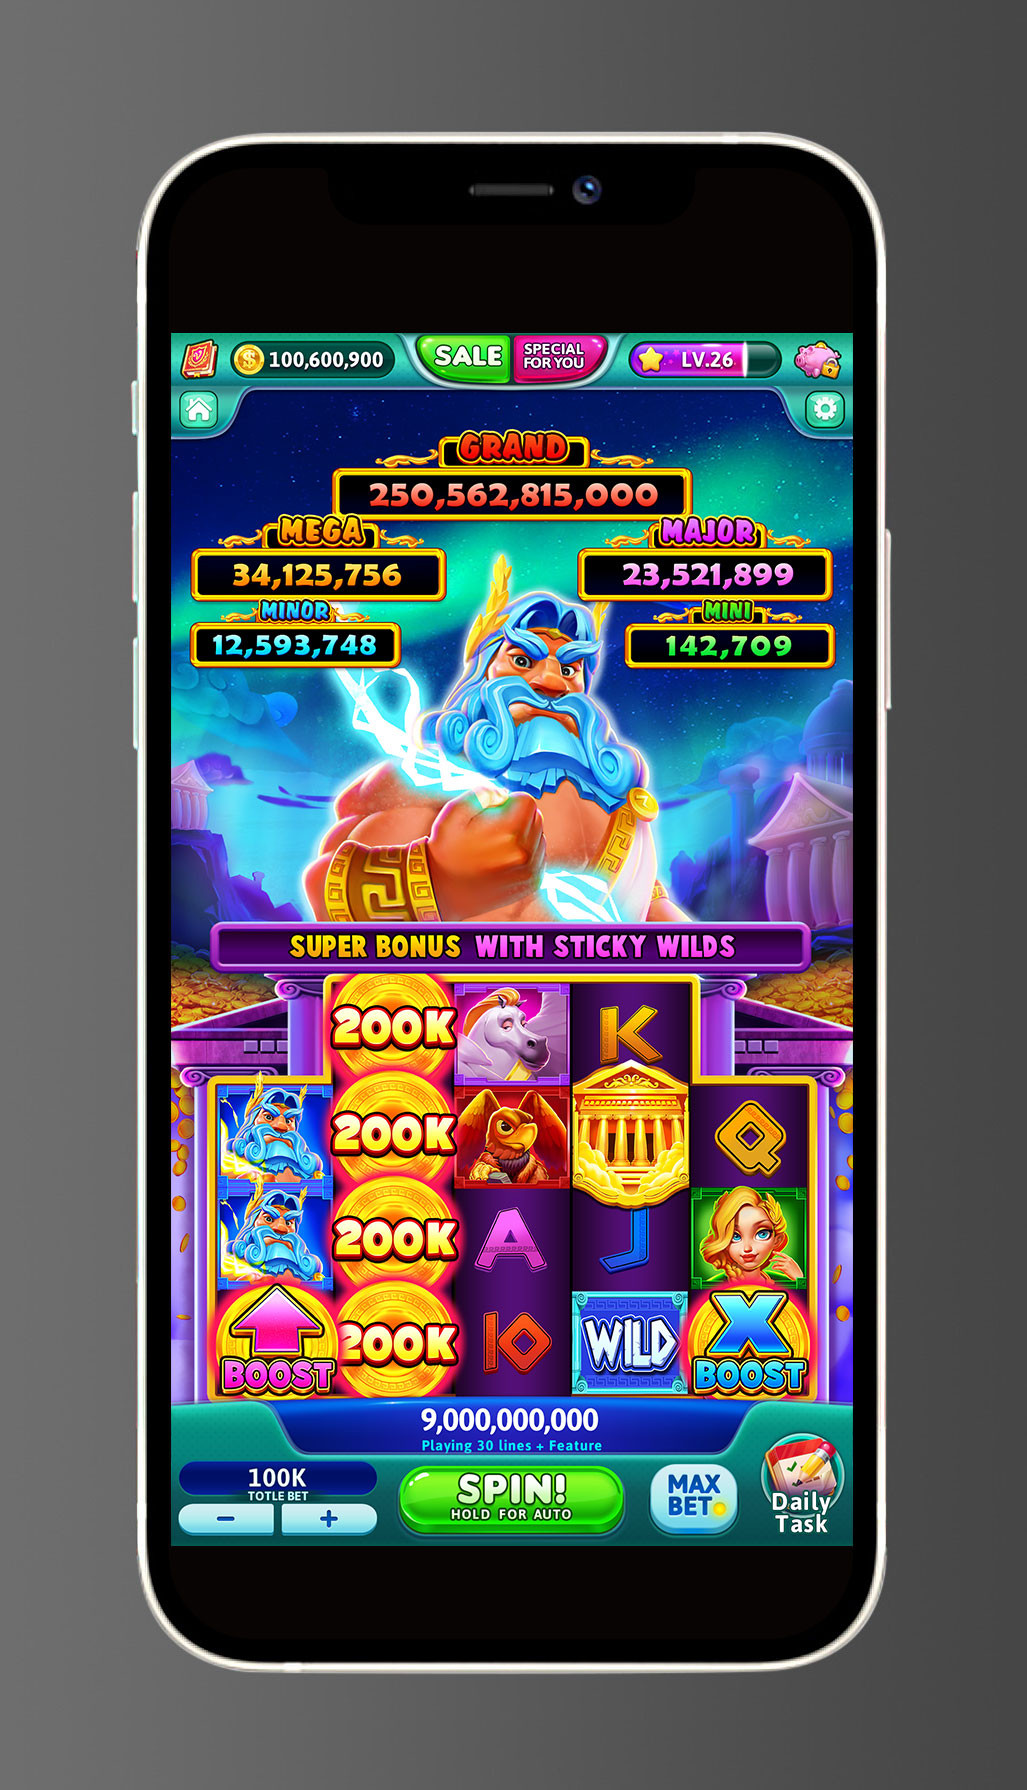 100,600,900
SALE
SPECIAL
FOR YOU
LV.26
GRAND
250,562,815,000
MEGA
34,125,756
MAJOR
23,521,899
MINOR
12,593,748
MINI
142,709
SUPER BONUS WITH STICKY WILDS
200K
K
200K
Q
200K
A
J
BOOST
200K
10
WILD
X
BOOST
9,000,000,000
Playing 30 lines + Feature
100K
TOTLE BET
-
+
SPIN!
HOLD FOR AUTO
MAX
BET
Daily
Task